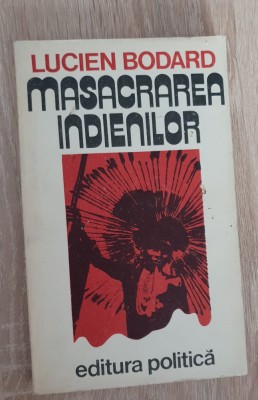 LUCIEN BODARD
MASACRAREA
INDIENILOR
editura politică